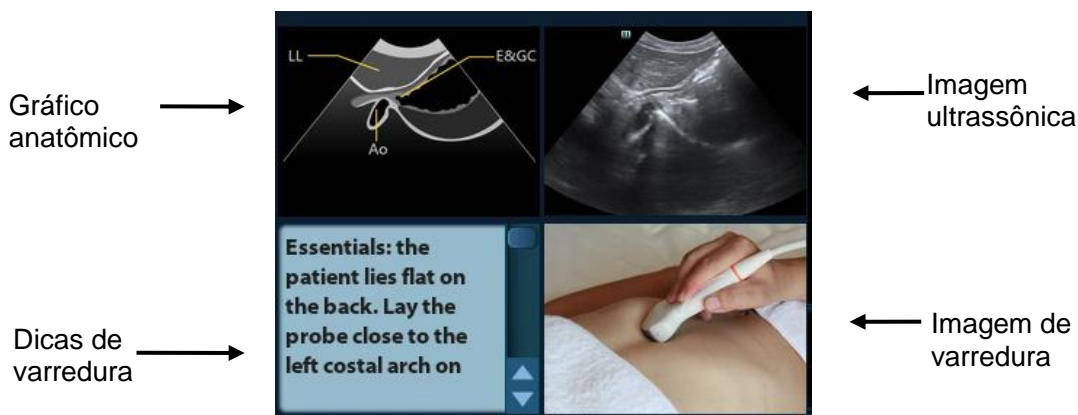 LL
E&GC
Ao
m
Gráfico
anatômico
Imagem
ultrassônica
Essentials: the
patient lies flat on
the back. Lay the
probe close to the
left costal arch on
Dicas de
varredura
Imagem de
varredura